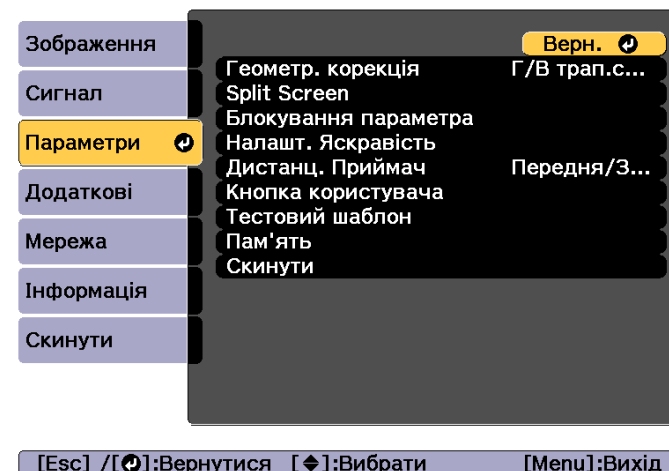 Зображення
Сигнал
Параметри
Додаткові
Мережа
Інформація
Скинути
Верн.
Геометр. корекція Г/В трап.с...
Split Screen
Блокування параметра
Налашт. Яскравість
Дистанц. Приймач Передня/З...
Кнопка користувача
Тестовий шаблон
Пам'ять
Скинути
[Esc] /[ ]:Вернутися [ ]:Вибрати [Menu]:Вихід